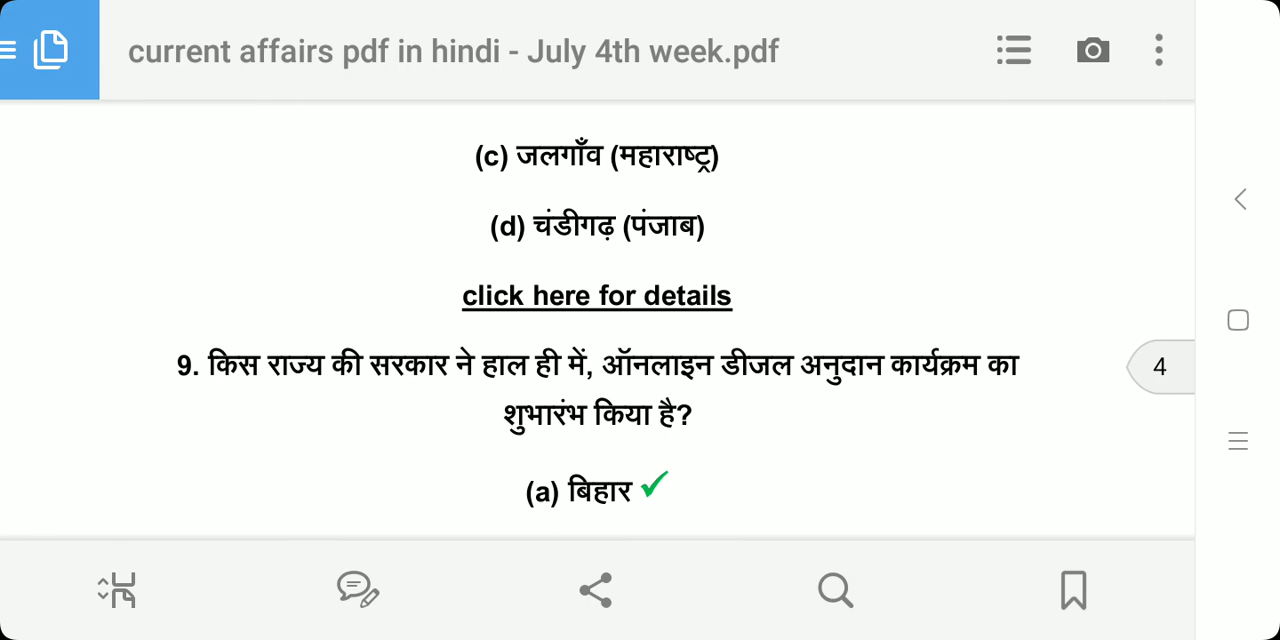 current affairs pdf in hindi - July 4th week.pdf
(c) जलगाँव (महाराष्ट्र)
(d) चंडीगढ़ (पंजाब)
click here for details
9. किस राज्य की सरकार ने हाल ही में, ऑनलाइन डीजल अनुदान कार्यक्रम का
4
शुभारंभ किया है?
(a) बिहार ✓